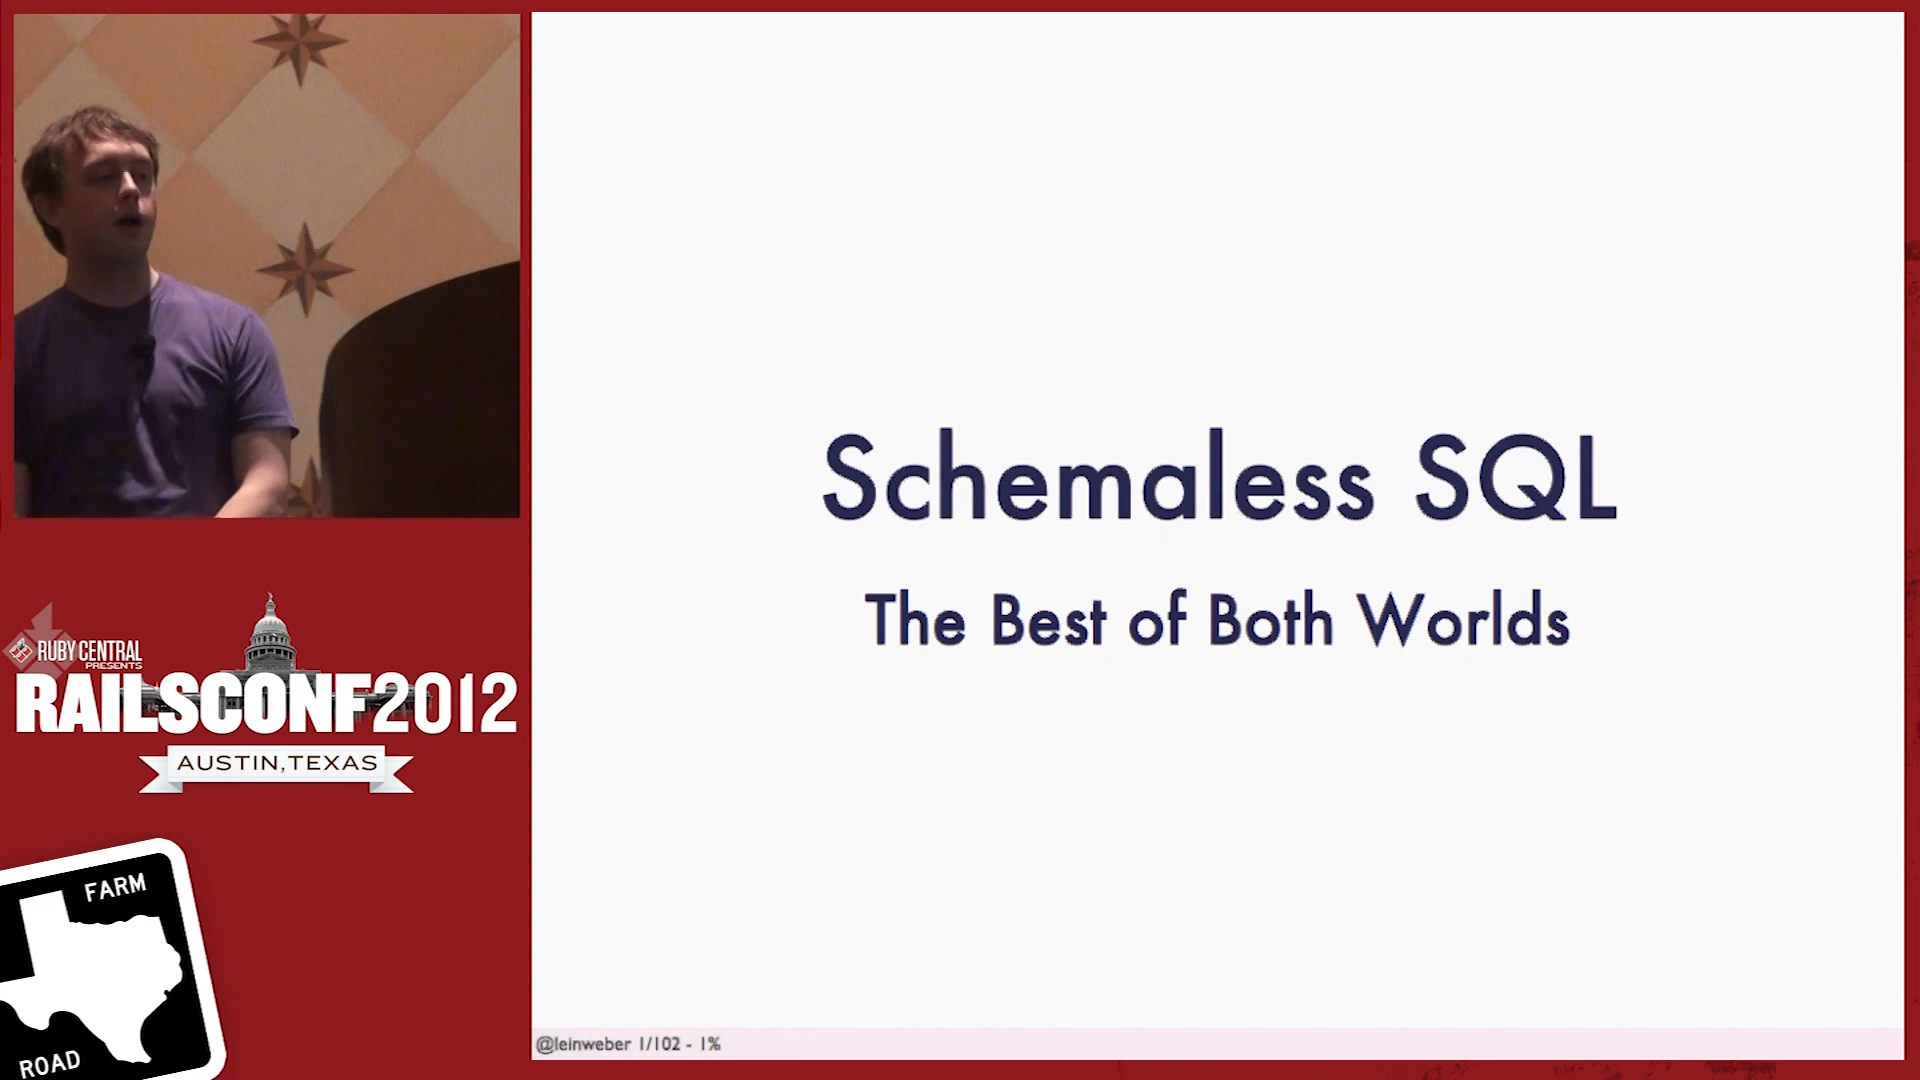 Schemaless SQL
The Best of Both Worlds
@leinweber 1/102 - 1%
RUBY CENTRAL
PRESENTS
RAILSCONF2012
AUSTIN, TEXAS
FARM
ROAD